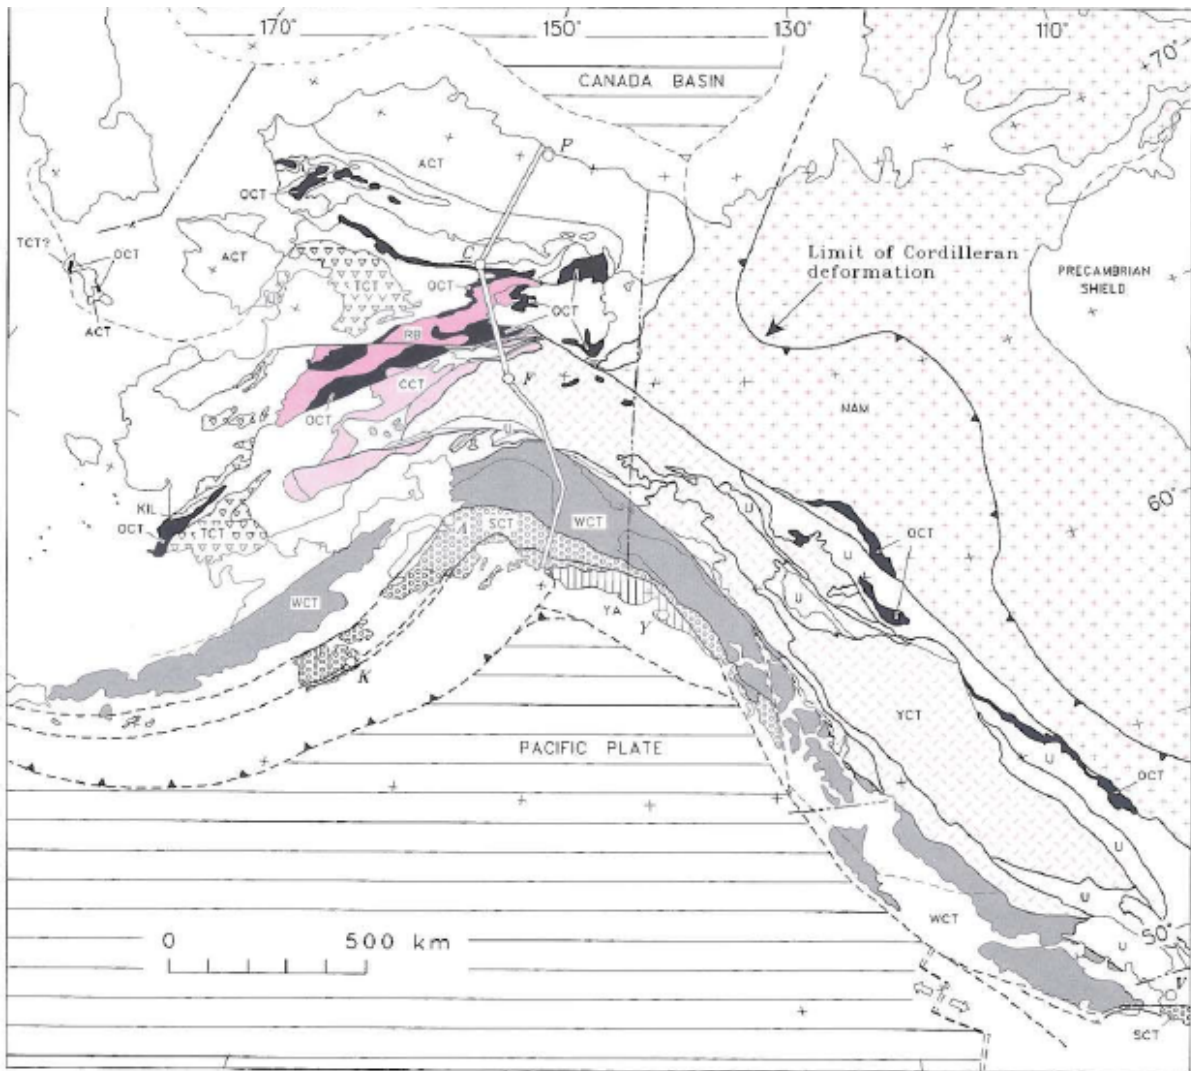 170°
150°
130°
110°
70°
CANADA BASIN
P
ACT
OCT
TCT?
OCT
ACT
ACT
TCT
C
OCT
OCT
RB
CCT
OCT
F
Limit of Cordilleran
deformation
PRECAMBRIAN
SHIELD
NAM
60°
U
KIL
OCT
TCT
A
SCT
WCT
U
OCT
U
U
U
WCT
YA
Y
K
YCT
PACIFIC PLATE
U
OCT
U
U
0 500 km
WCT
50°
U
V
SCT